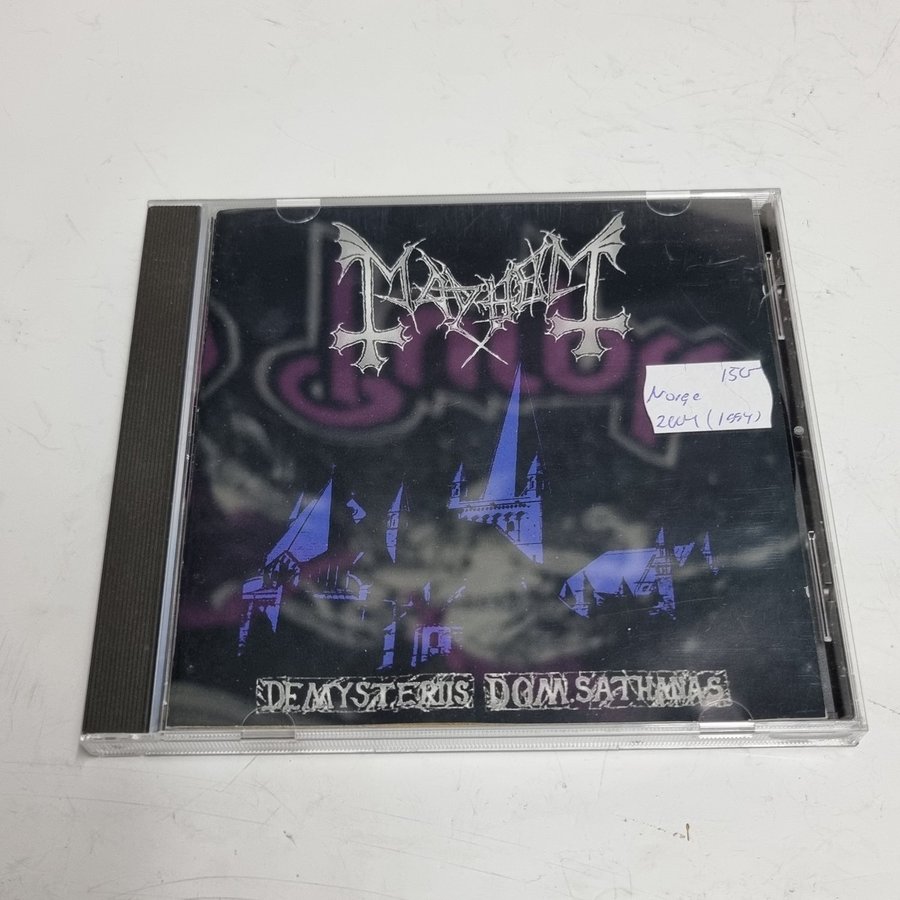 MAYHEM
150
Norge
2004 (1994)
DE MYSTERIIS DOM. SATHANAS